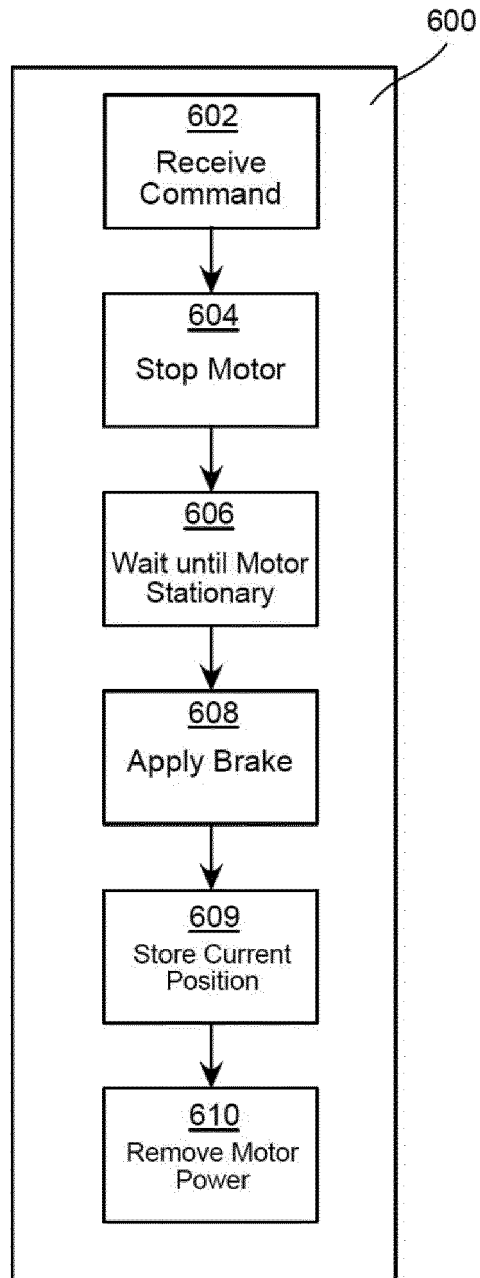 600
602
Receive
Command
604
Stop Motor
606
Wait until Motor
Stationary
608
Apply Brake
609
Store Current
Position
610
Remove Motor
Power